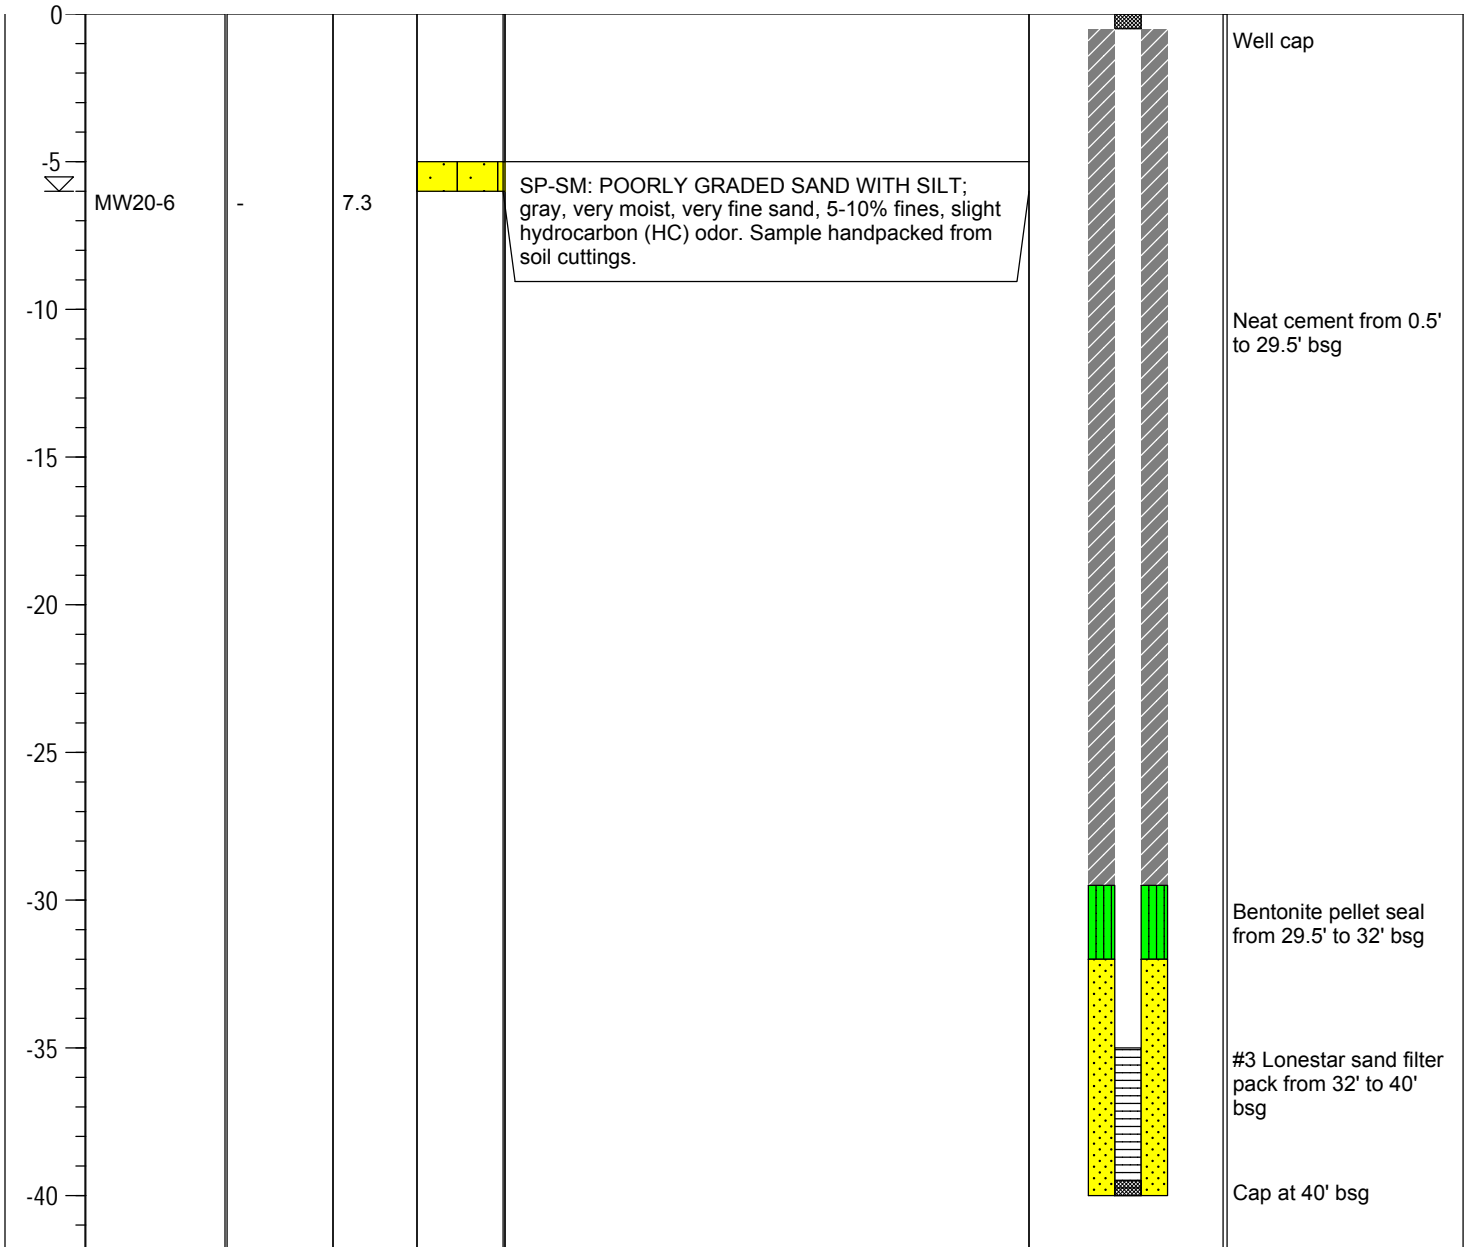 0
Well cap
-5
MW20-6
-
7.3
SP-SM: POORLY GRADED SAND WITH SILT;
gray, very moist, very fine sand, 5-10% fines, slight
hydrocarbon (HC) odor. Sample handpacked from
soil cuttings.
-10
Neat cement from 0.5'
to 29.5' bsg
-15
-20
-25
-30
Bentonite pellet seal
from 29.5' to 32' bsg
-35
#3 Lonestar sand filter
pack from 32' to 40'
bsg
-40
Cap at 40' bsg